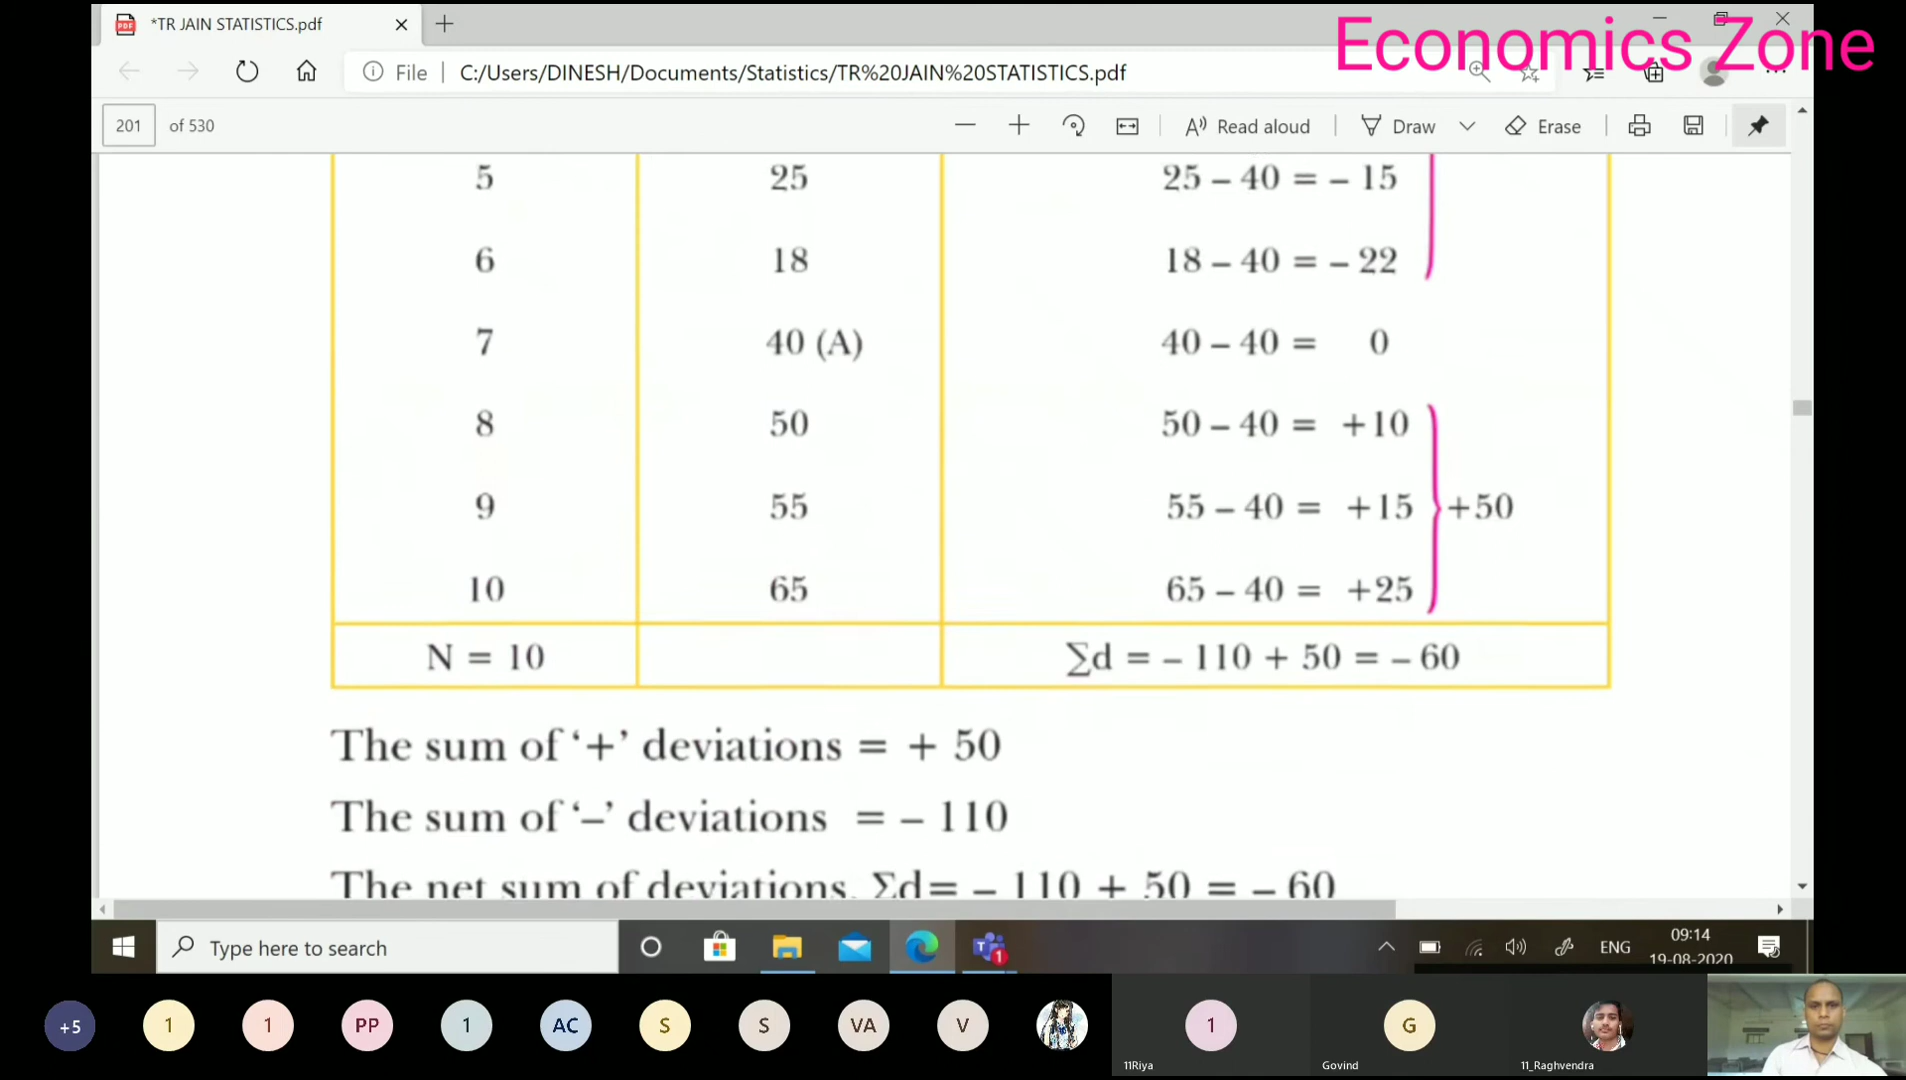 *TR JAIN STATISTICS.pdf
Economics Zone
File
C:/Users/DINESH/Documents/Statistics/TR%20JAIN%20STATISTICS.pdf
201 of 530
Read aloud
Draw
Erase
5 25 25 – 40 = – 15
6 18 18 – 40 = – 22
7 40 (A) 40 – 40 = 0
8 50 50 – 40 = +10
9 55 55 – 40 = +15 +50
10 65 65 – 40 = +25
N = 10 ∑d = – 110 + 50 = – 60
The sum of ‘+’ deviations = + 50
The sum of ‘–’ deviations = – 110
The net sum of deviations, Σd= – 110 + 50 = – 60
Type here to search
1
ENG
09:14
19-08-2020
+5 1 1 PP 1 AC S S VA V 1 G
11Riya Govind 11_Raghvendra